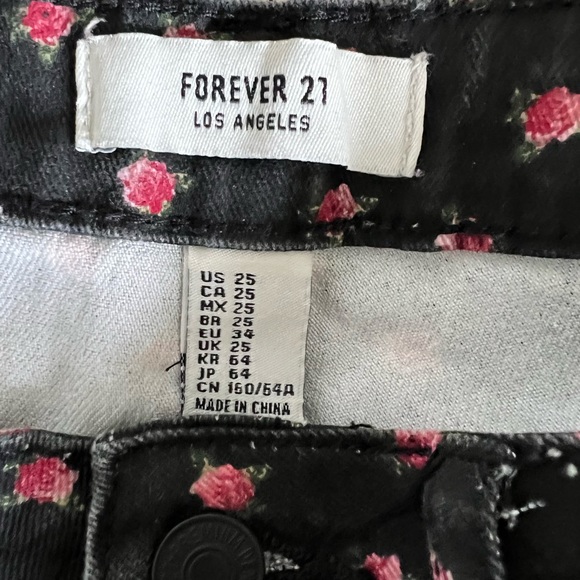 FOREVER 21
LOS ANGELES
US 25
CA 25
MX 25
BR 25
EU 34
UK 25
KR 64
JP 64
CN 160/64A
MADE IN CHINA